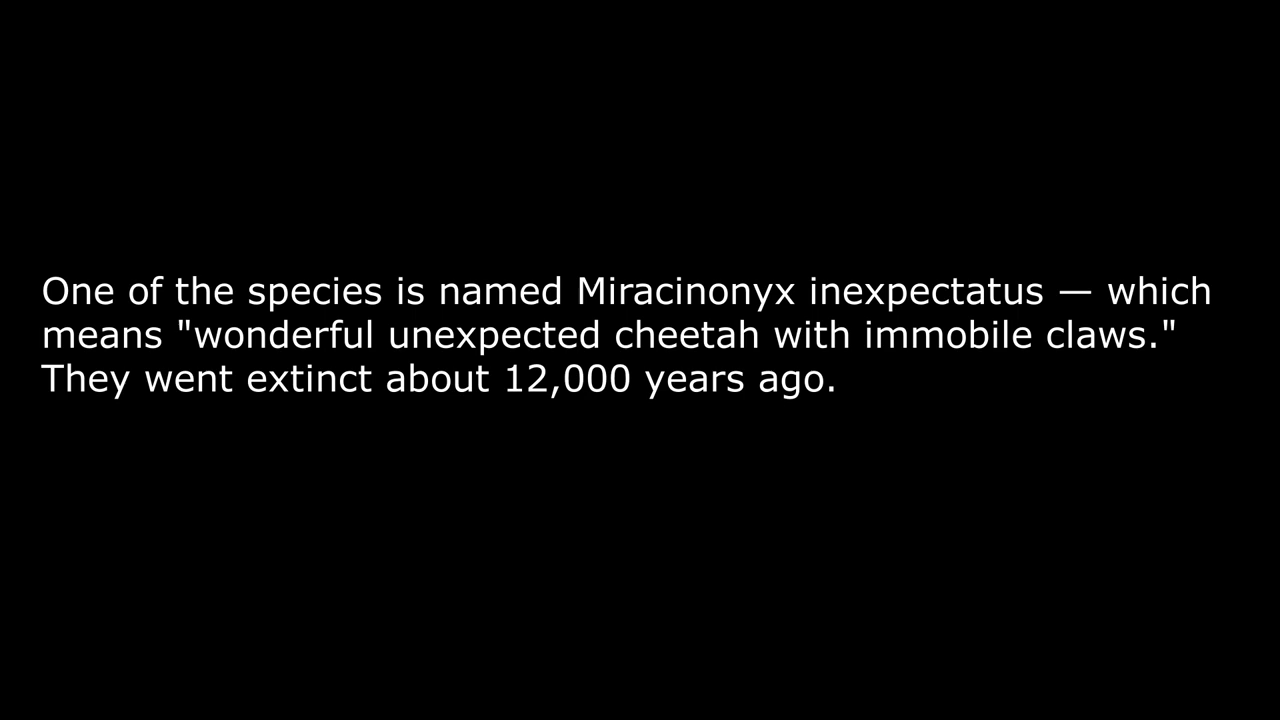 One of the species is named Miracinonyx inexpectatus — which
means "wonderful unexpected cheetah with immobile claws."
They went extinct about 12,000 years ago.